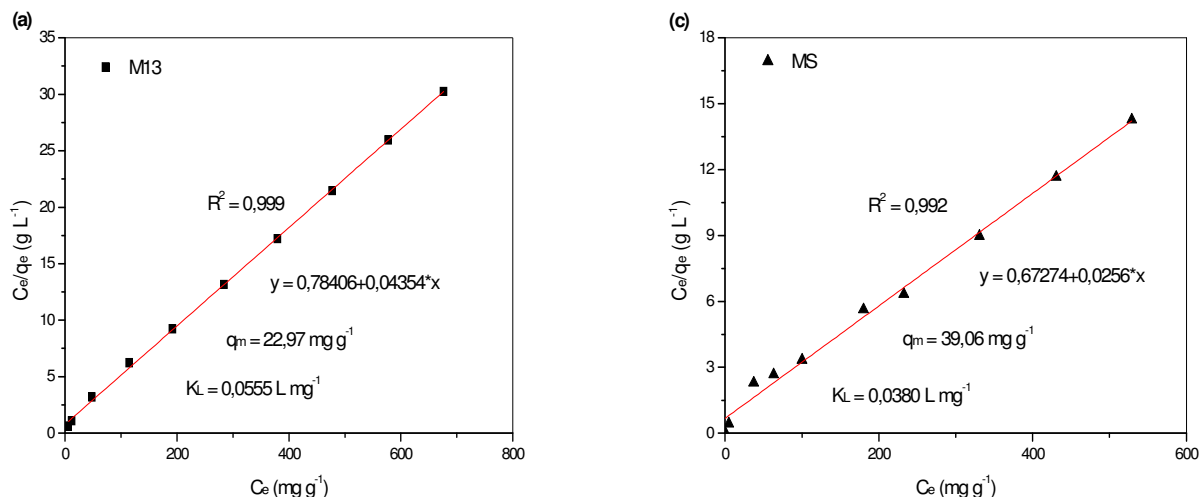 (a)
35
30
25
20
15
10
5
0
Ce/qe (g L-1)
M13
R2 = 0,999
y = 0,78406+0,04354*x
qm = 22,97 mg g-1
KL = 0,0555 L mg-1
0 200 400 600 800
Ce (mg g-1)
(c)
18
15
12
9
6
3
0
Ce/qe (g L-1)
MS
R2 = 0,992
y = 0,67274+0,0256*x
qm = 39,06 mg g-1
KL = 0,0380 L mg-1
0 200 400 600
Ce (mg g-1)